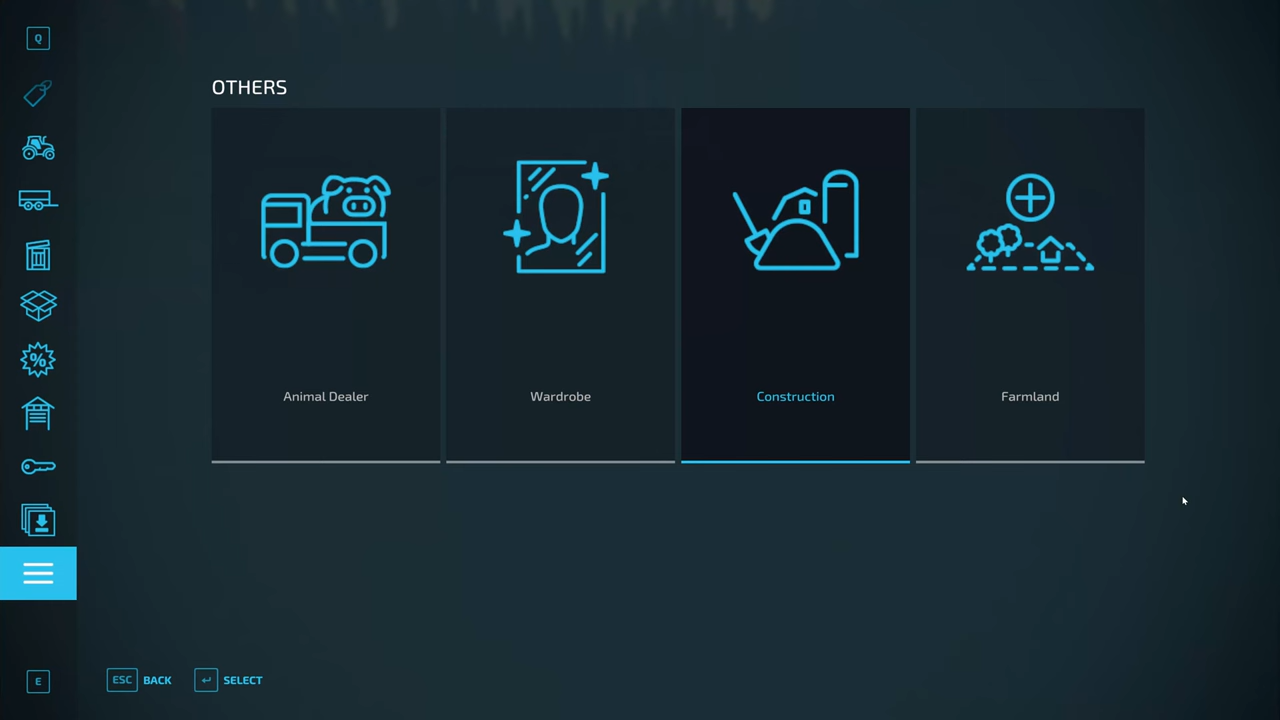 Q
OTHERS
Animal Dealer
Wardrobe
Construction
Farmland
%
E
ESC BACK
↵ SELECT